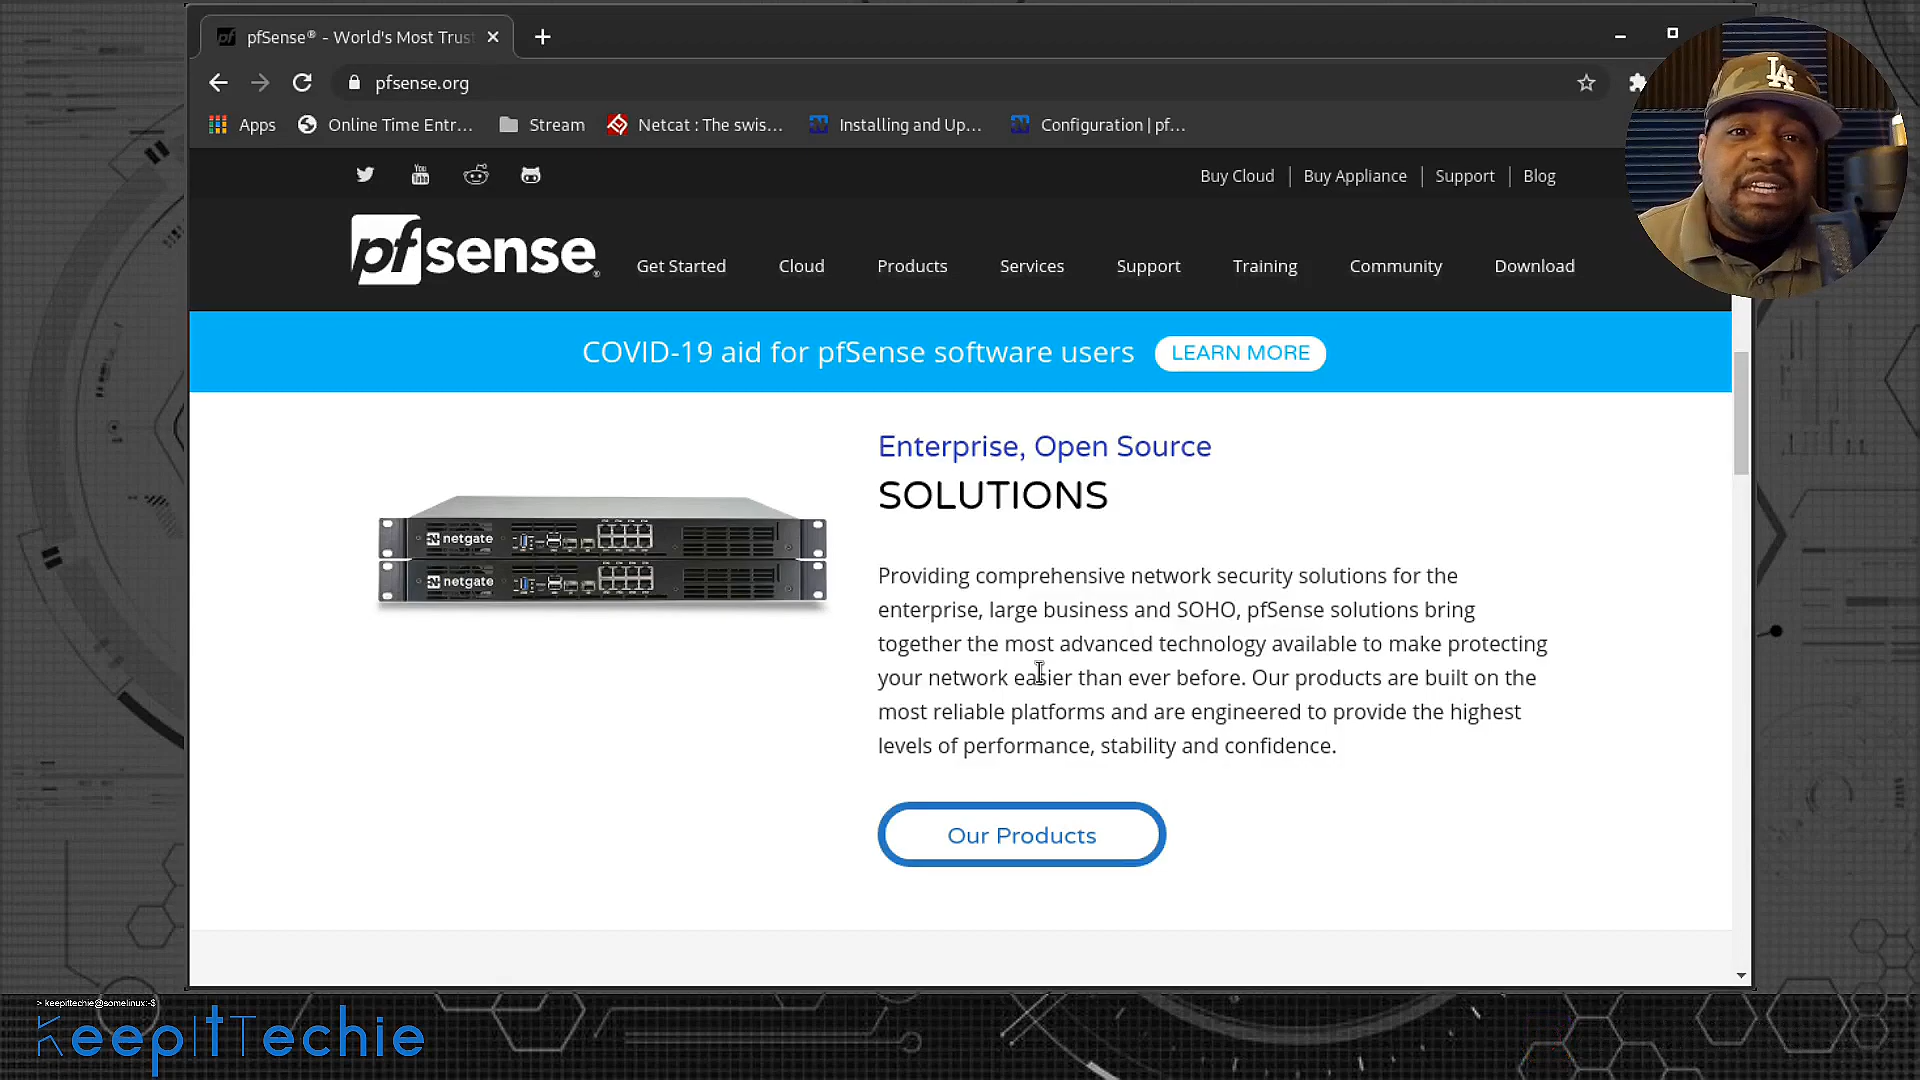 pfSense® - World's Most Trus
pfsense.org
Apps
Online Time Entr...
Stream
Netcat : The swis...
Installing and Up...
Configuration | pf...
You Tube
Buy Cloud
Buy Appliance
Support
Blog
pfsense®
Get Started
Cloud
Products
Services
Support
Training
Community
Download
LA
COVID-19 aid for pfSense software users
LEARN MORE
Enterprise, Open Source
SOLUTIONS
netgate
netgate
Providing comprehensive network security solutions for the
enterprise, large business and SOHO, pfSense solutions bring
together the most advanced technology available to make protecting
your network easier than ever before. Our products are built on the
most reliable platforms and are engineered to provide the highest
levels of performance, stability and confidence.
Our Products
> keepittechie@somelinux:~$
KeepItTechie